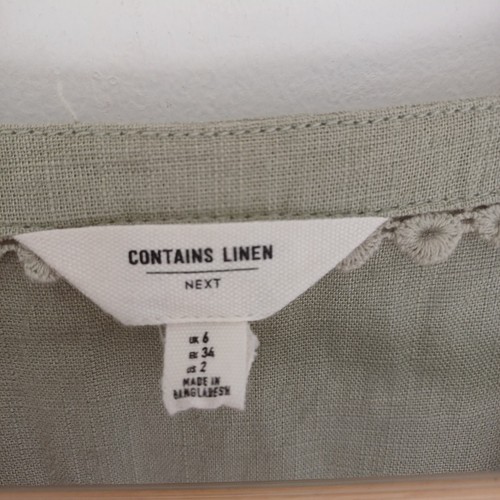 CONTAINS LINEN
NEXT
UK 6
EU 34
US 2
MADE IN
BANGLADESH